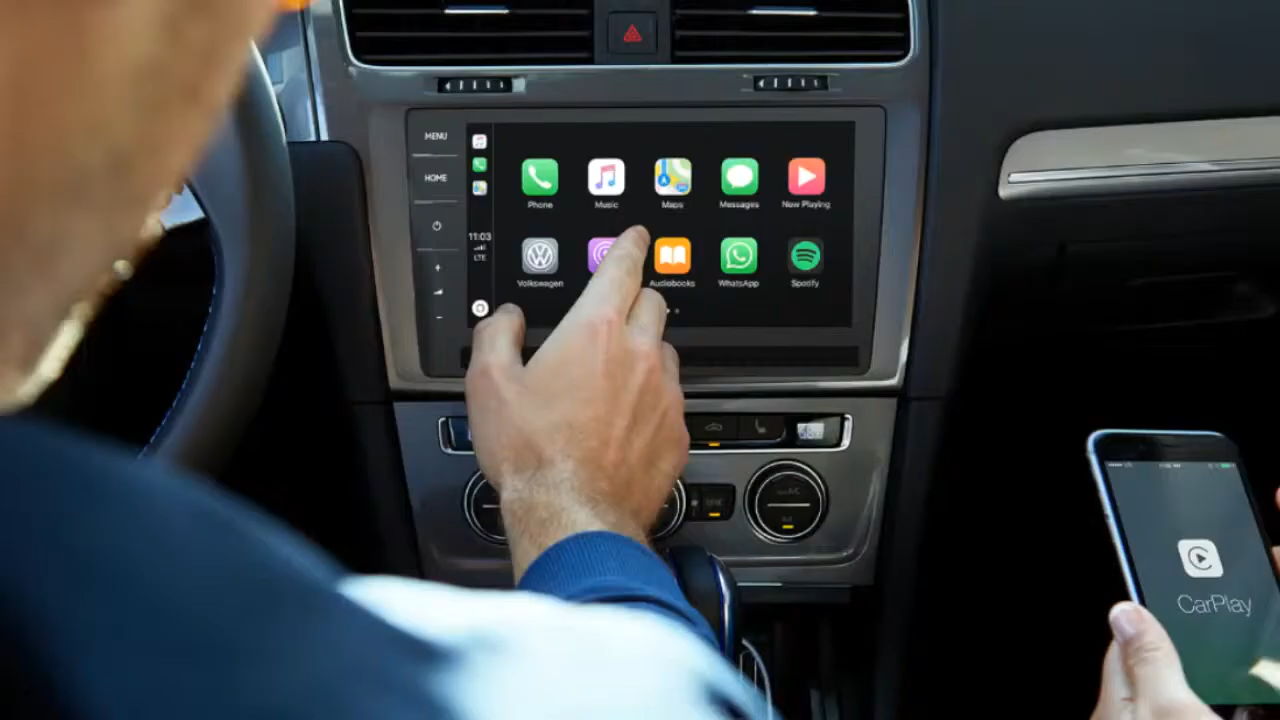 MENU
HOME
11:03
LTE
Phone
Music
Maps
Messages
Now Playing
Volkswagen
Audiobooks
WhatsApp
Spotify
CarPlay